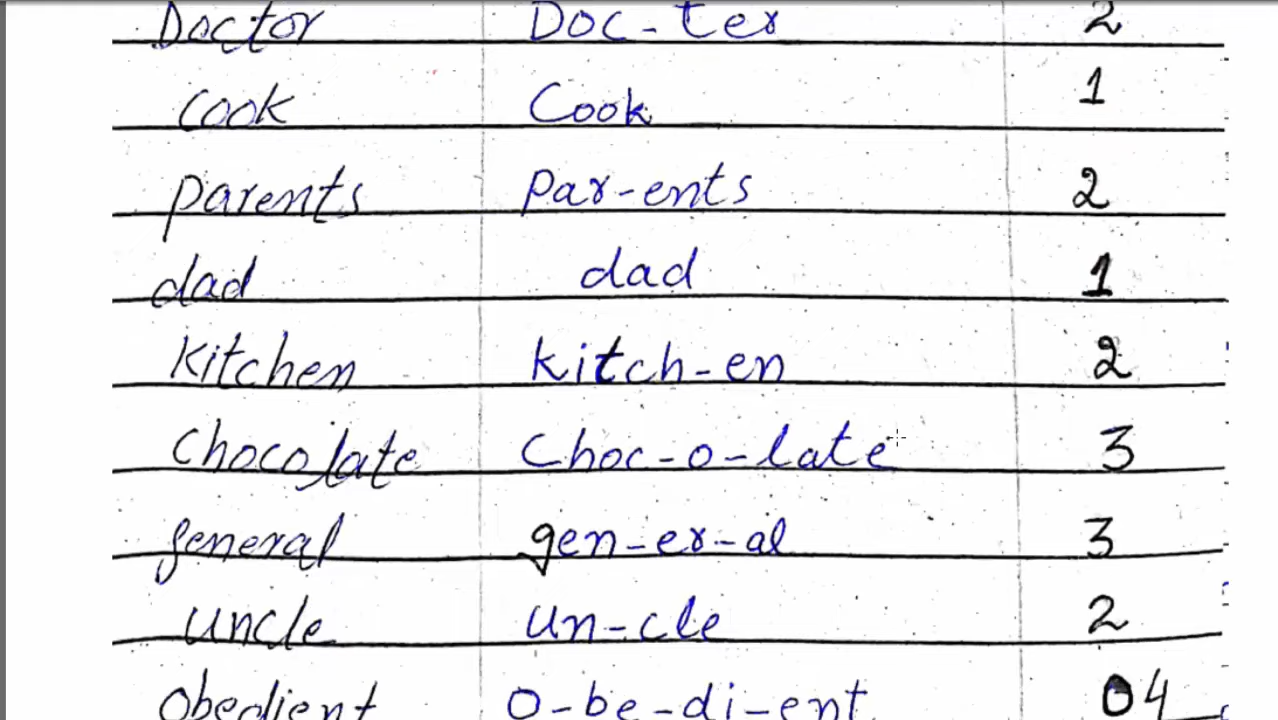 Doctor Doc-ter 2
Cook Cook 1
parents par-ents 2
dad dad 1
Kitchen kitch-en 2
Chocolate Choc-o-late 3
general gen-er-al 3
uncle un-cle 2
obedient o-be-di-ent 04